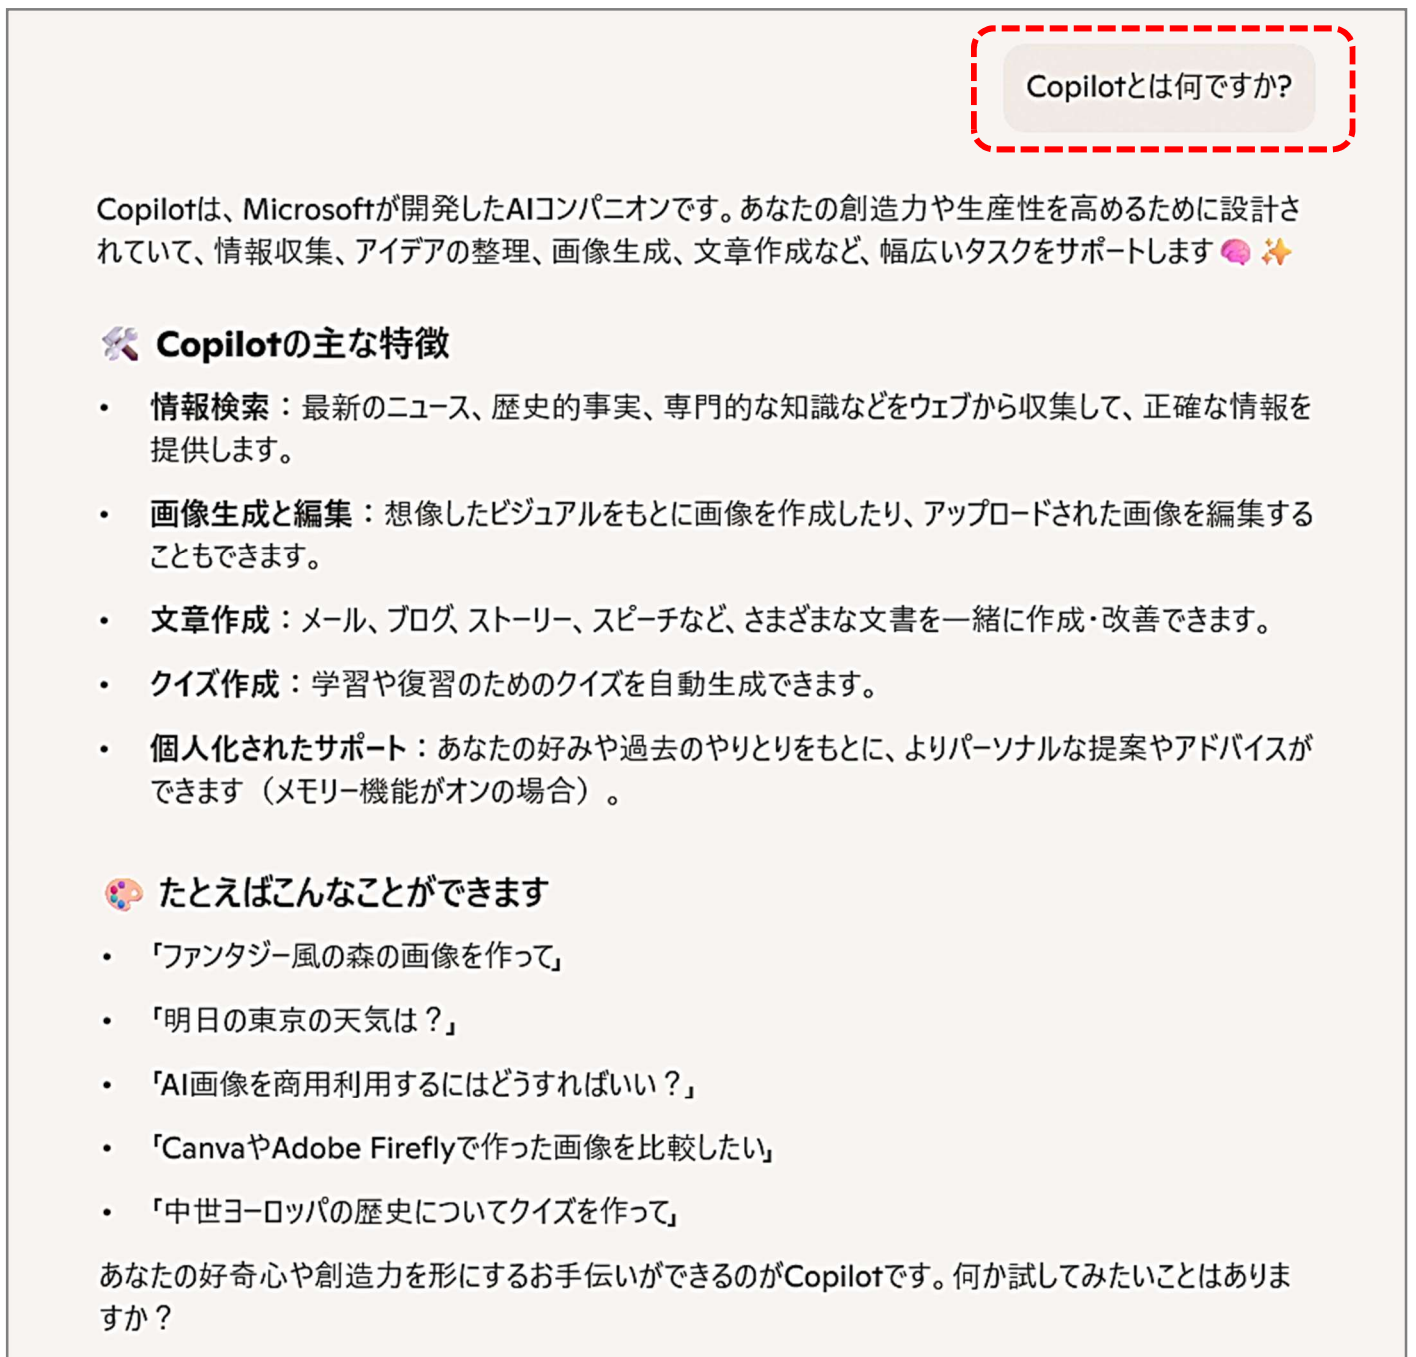 Copilotとは何ですか?
Copilotは、Microsoftが開発したAIコンパニオンです。あなたの創造力や生産性を高めるために設計さ
れていて、情報収集、アイデアの整理、画像生成、文章作成など、幅広いタスクをサポートします🧠✨
🛠️ Copilotの主な特徴
• 情報検索：最新のニュース、歴史的事実、専門的な知識などをウェブから収集して、正確な情報を
提供します。
• 画像生成と編集：想像したビジュアルをもとに画像を作成したり、アップロードされた画像を編集する
こともできます。
• 文章作成：メール、ブログ、ストーリー、スピーチなど、さまざまな文書を一緒に作成・改善できます。
• クイズ作成：学習や復習のためのクイズを自動生成できます。
• 個人化されたサポート：あなたの好みや過去のやりとりをもとに、よりパーソナルな提案やアドバイスが
できます（メモリー機能がオンの場合）。
🎨 たとえばこんなことができます
• 「ファンタジー風の森の画像を作って」
• 「明日の東京の天気は？」
• 「AI画像を商用利用するにはどうすればいい？」
• 「CanvaやAdobe Fireflyで作った画像を比較したい」
• 「中世ヨーロッパの歴史についてクイズを作って」
あなたの好奇心や創造力を形にするお手伝いができるのがCopilotです。何か試してみたいことはありま
すか？